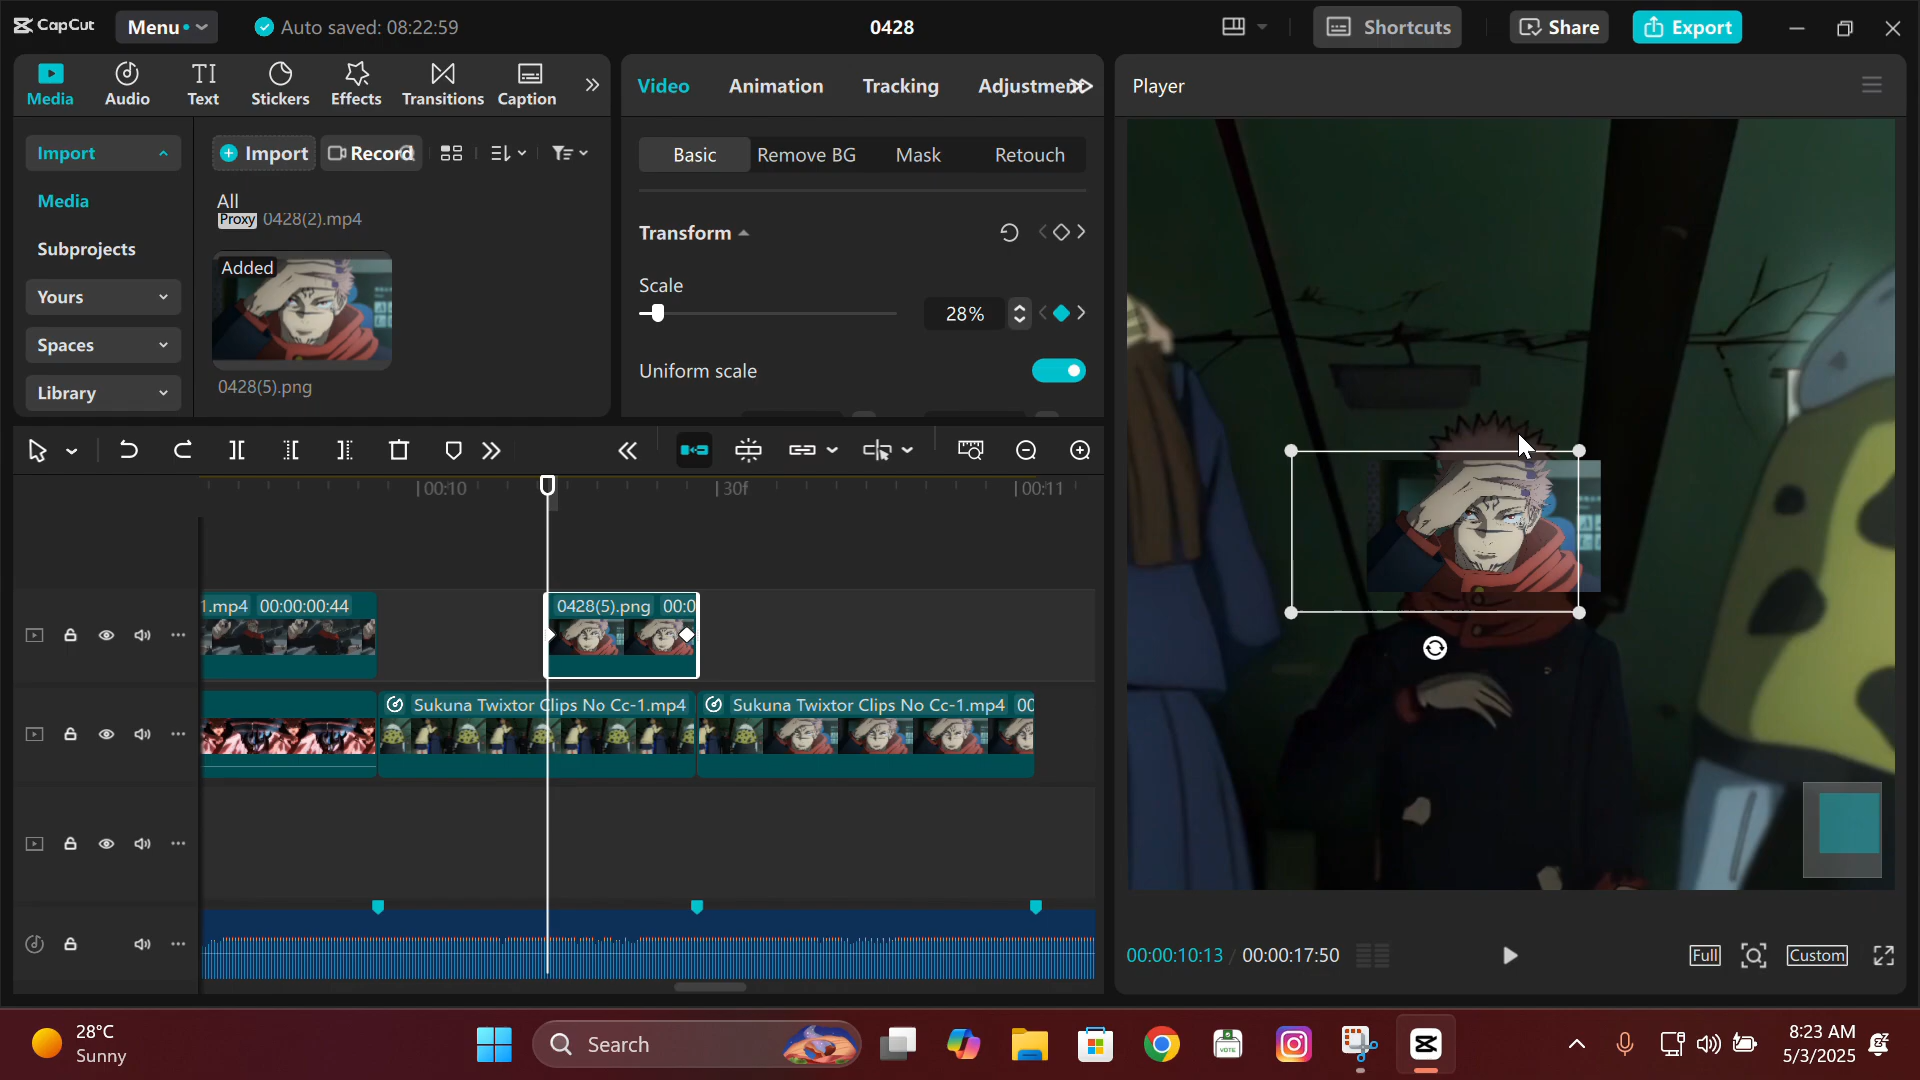 CapCut
Menu
Auto saved: 08:22:59
0428
Shortcuts
Share
Export
Media
Audio
TI
Text
Stickers
Effects
Transitions
Caption
Video
Animation
Tracking
Adjustment
Player
Import
Media
Subprojects
Yours
Spaces
Library
Import
Record
All
Proxy 0428(2).mp4
Added
0428(5).png
Basic
Remove BG
Mask
Retouch
Transform
Scale
28%
Uniform scale
00:10
30f
00:11
1.mp4 00:00:00:44
0428(5).png 00:0
Sukuna Twixtor Clips No Cc-1.mp4
Sukuna Twixtor Clips No Cc-1.mp4 00
00:00:10:13 / 00:00:17:50
Full
Custom
28°C
Sunny
Search
VOTE
8:23 AM
5/3/2025